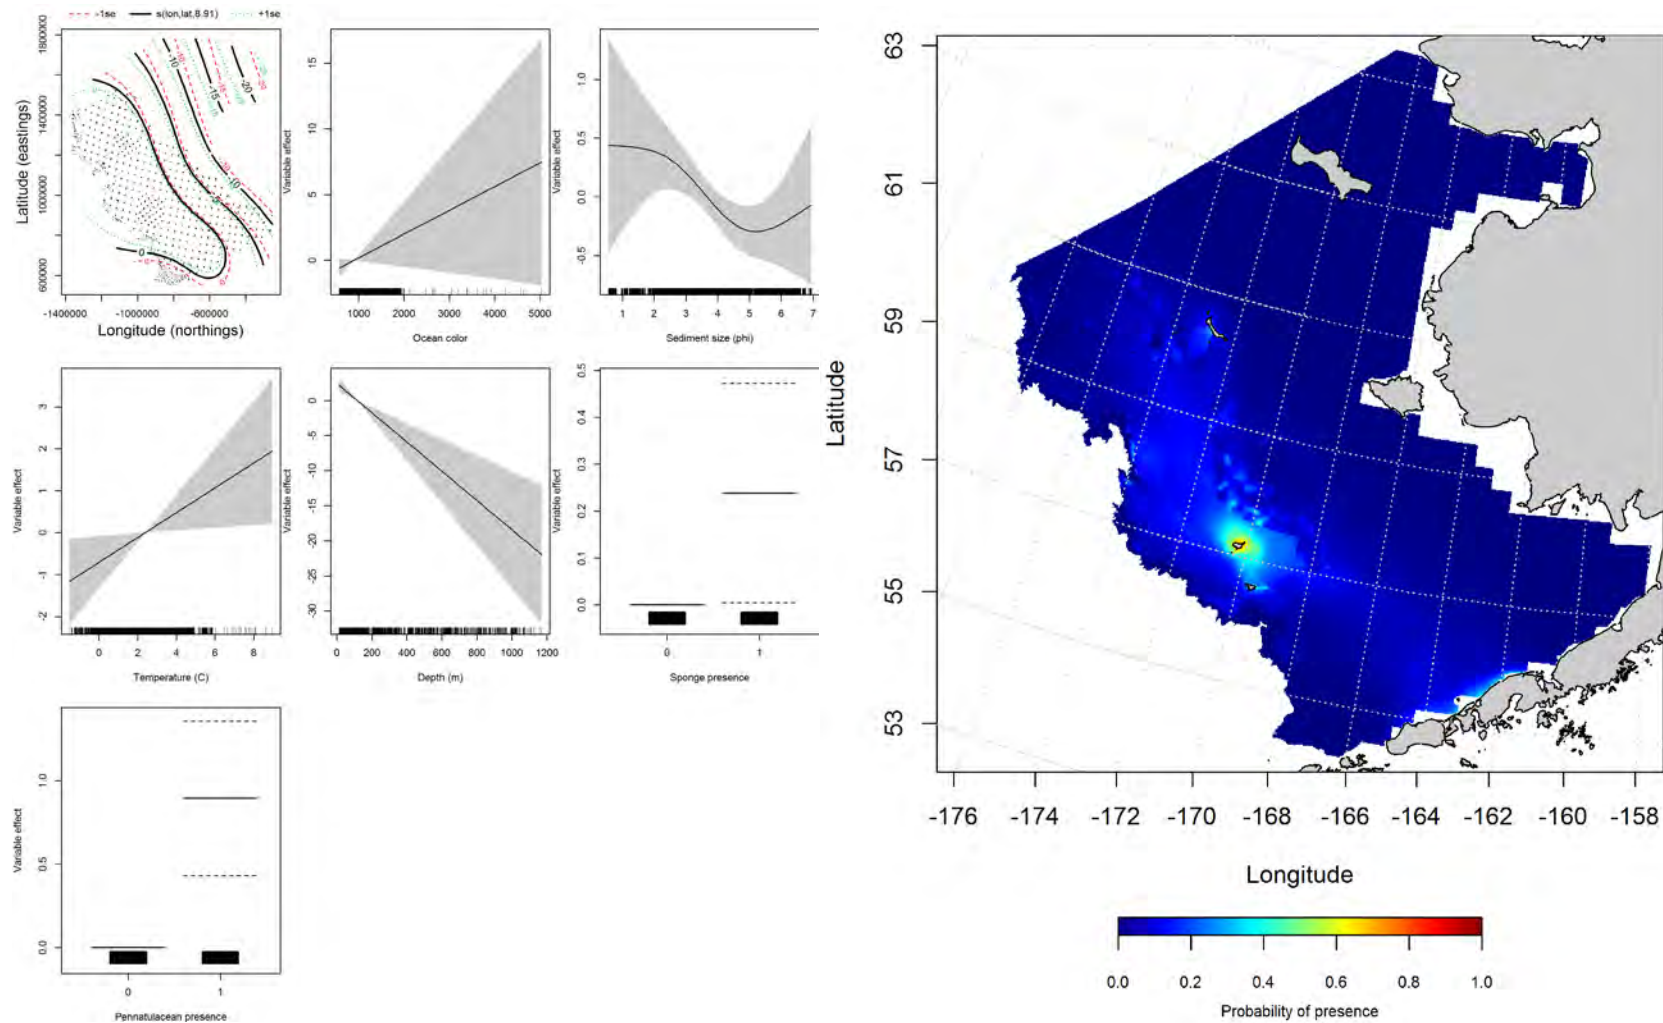 -1se s(lon,lat,8.91) +1se
Latitude (eastings)
600000 1000000 1400000 1800000
-10 -15 -20
-10
0
-1400000 -1000000 -600000
Longitude (northings)
Variable effect
0 5 10 15
1000 2000 3000 4000 5000
Ocean color
Variable effect
-0.5 0.0 0.5 1.0
1 2 3 4 5 6 7
Sediment size (phi)
Variable effect
-2 -1 0 1 2 3
0 2 4 6 8
Temperature (C)
Variable effect
-30 -25 -20 -15 -10 -5 0
0 200 400 600 800 1000 1200
Depth (m)
Variable effect
0.0 0.1 0.2 0.3 0.4 0.5
0 1
Sponge presence
Variable effect
0.0 0.5 1.0
0 1
Pennatulacean presence
Latitude
63
61
59
57
55
53
-176 -174 -172 -170 -168 -166 -164 -162 -160 -158
Longitude
0.0 0.2 0.4 0.6 0.8 1.0
Probability of presence